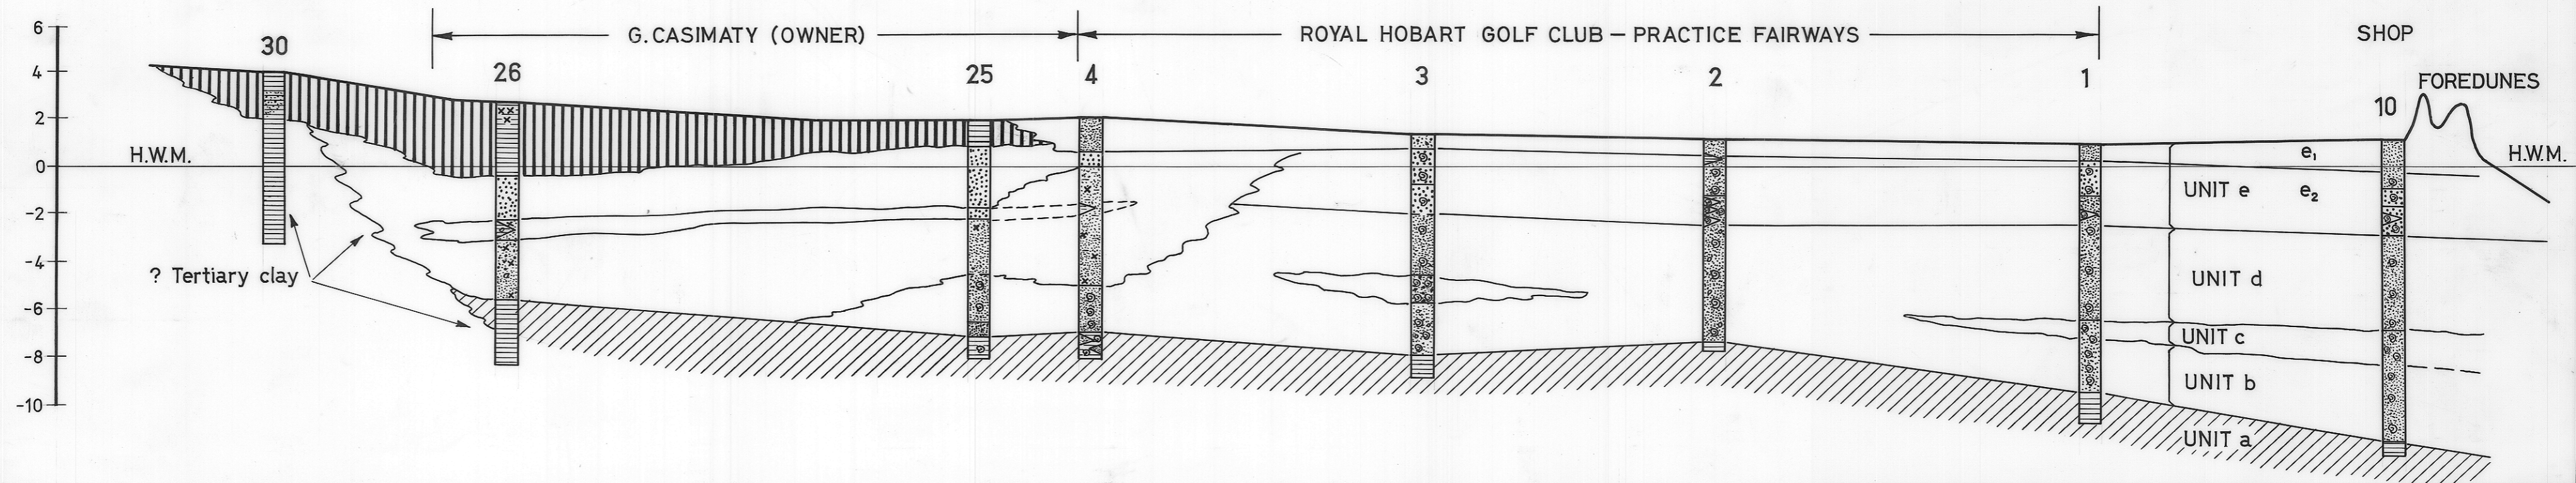 6
4
2
0
-2
-4
-6
-8
-10
G. CASIMATY (OWNER)
ROYAL HOBART GOLF CLUB – PRACTICE FAIRWAYS
SHOP
FOREDUNES
30
26
25
4
3
2
1
10
H.W.M.
H.W.M.
? Tertiary clay
e₁
UNIT e e₂
UNIT d
UNIT c
UNIT b
UNIT a